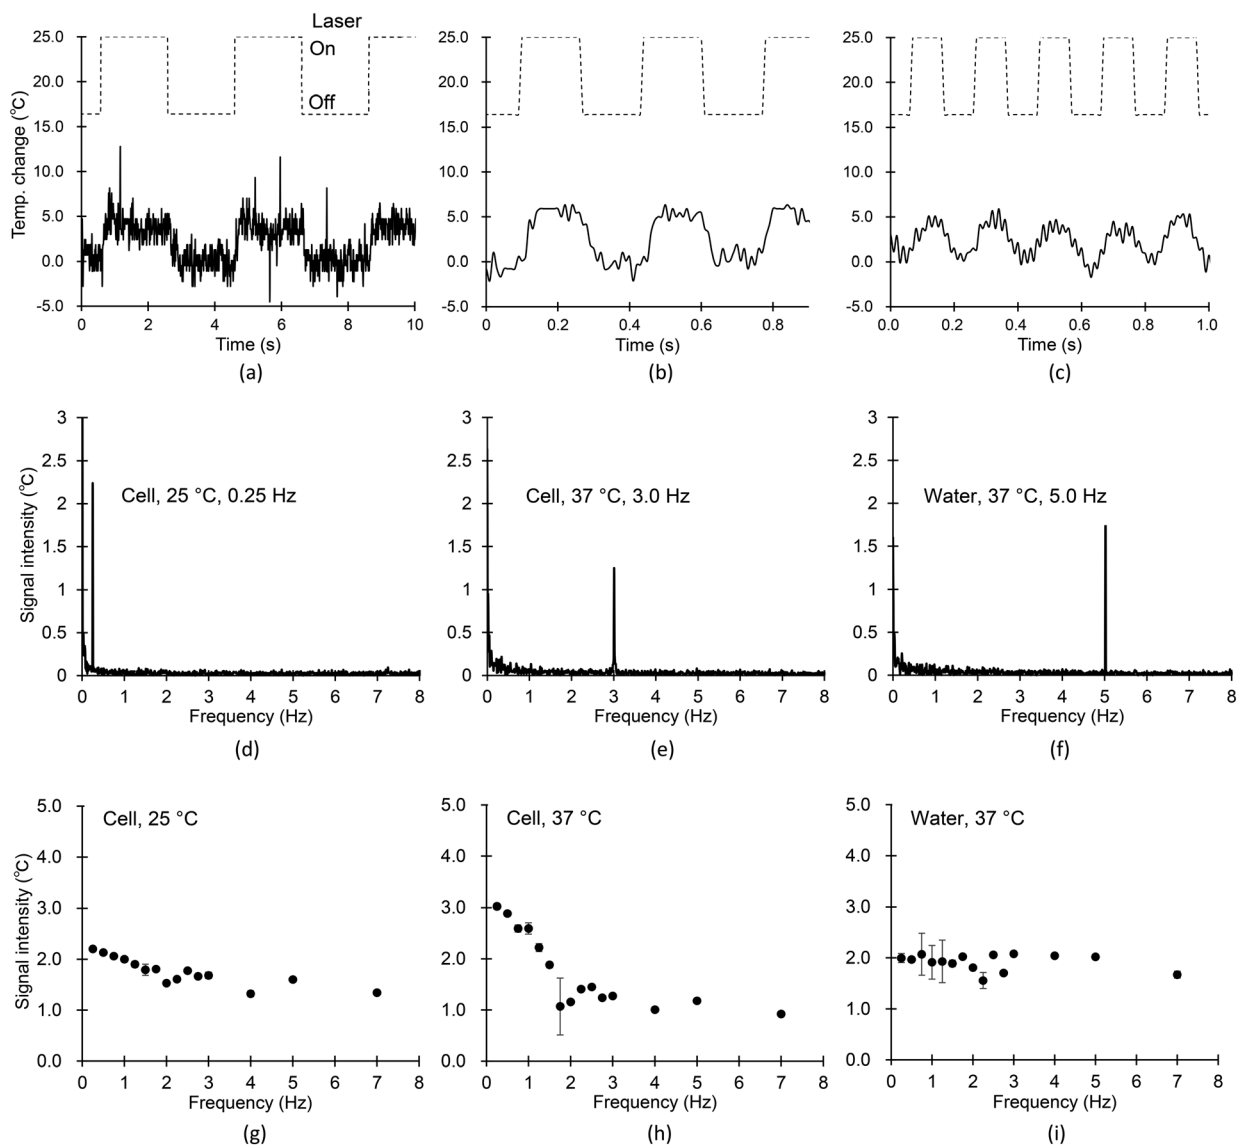 Laser
On
Off
25.0
20.0
15.0
10.0
5.0
0.0
-5.0
Temp. change (°C)
0 2 4 6 8 10
Time (s)
(a)
25.0
20.0
15.0
10.0
5.0
0.0
-5.0
0 0.2 0.4 0.6 0.8
Time (s)
(b)
25.0
20.0
15.0
10.0
5.0
0.0
-5.0
0.0 0.2 0.4 0.6 0.8 1.0
Time (s)
(c)
3
2.5
2
1.5
1
0.5
0
Signal intensity (°C)
Cell, 25 °C, 0.25 Hz
0 1 2 3 4 5 6 7 8
Frequency (Hz)
(d)
3
2.5
2
1.5
1
0.5
0
Cell, 37 °C, 3.0 Hz
0 1 2 3 4 5 6 7 8
Frequency (Hz)
(e)
3
2.5
2
1.5
1
0.5
0
Water, 37 °C, 5.0 Hz
0 1 2 3 4 5 6 7 8
Frequency (Hz)
(f)
5.0
4.0
3.0
2.0
1.0
0.0
Signal intensity (°C)
Cell, 25 °C
0 1 2 3 4 5 6 7 8
Frequency (Hz)
(g)
5.0
4.0
3.0
2.0
1.0
0.0
Cell, 37 °C
0 1 2 3 4 5 6 7 8
Frequency (Hz)
(h)
5.0
4.0
3.0
2.0
1.0
0.0
Water, 37 °C
0 1 2 3 4 5 6 7 8
Frequency (Hz)
(i)